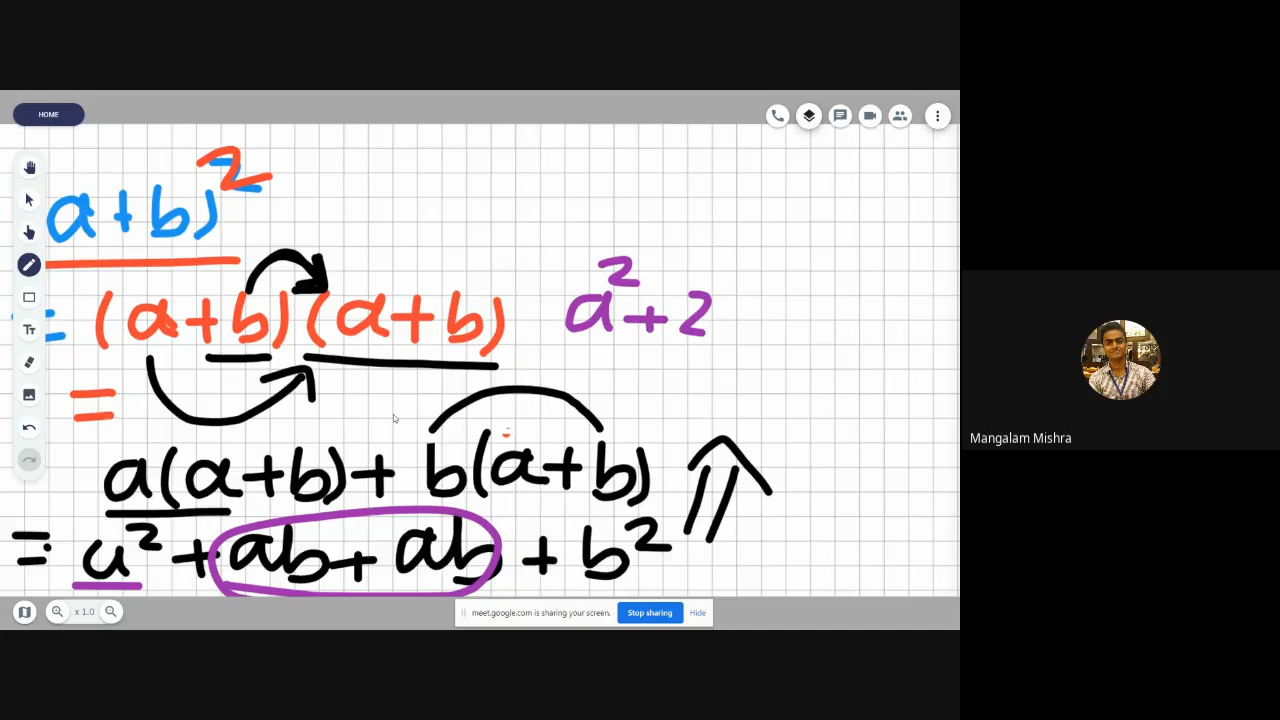 HOME
a+b)²
= (a+b)(a+b) a²+2
=
a(a+b)+ b(a+b)
= a²+ab+ab+b²
Tт
x 1.0
meet.google.com is sharing your screen. Stop sharing Hide
Mangalam Mishra